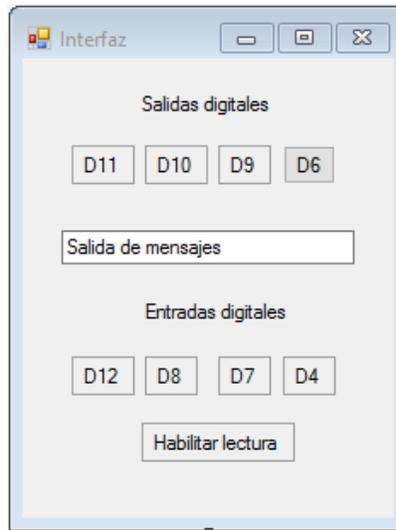 Interfaz
Salidas digitales
D11 D10 D9 D6
Salida de mensajes
Entradas digitales
D12 D8 D7 D4
Habilitar lectura